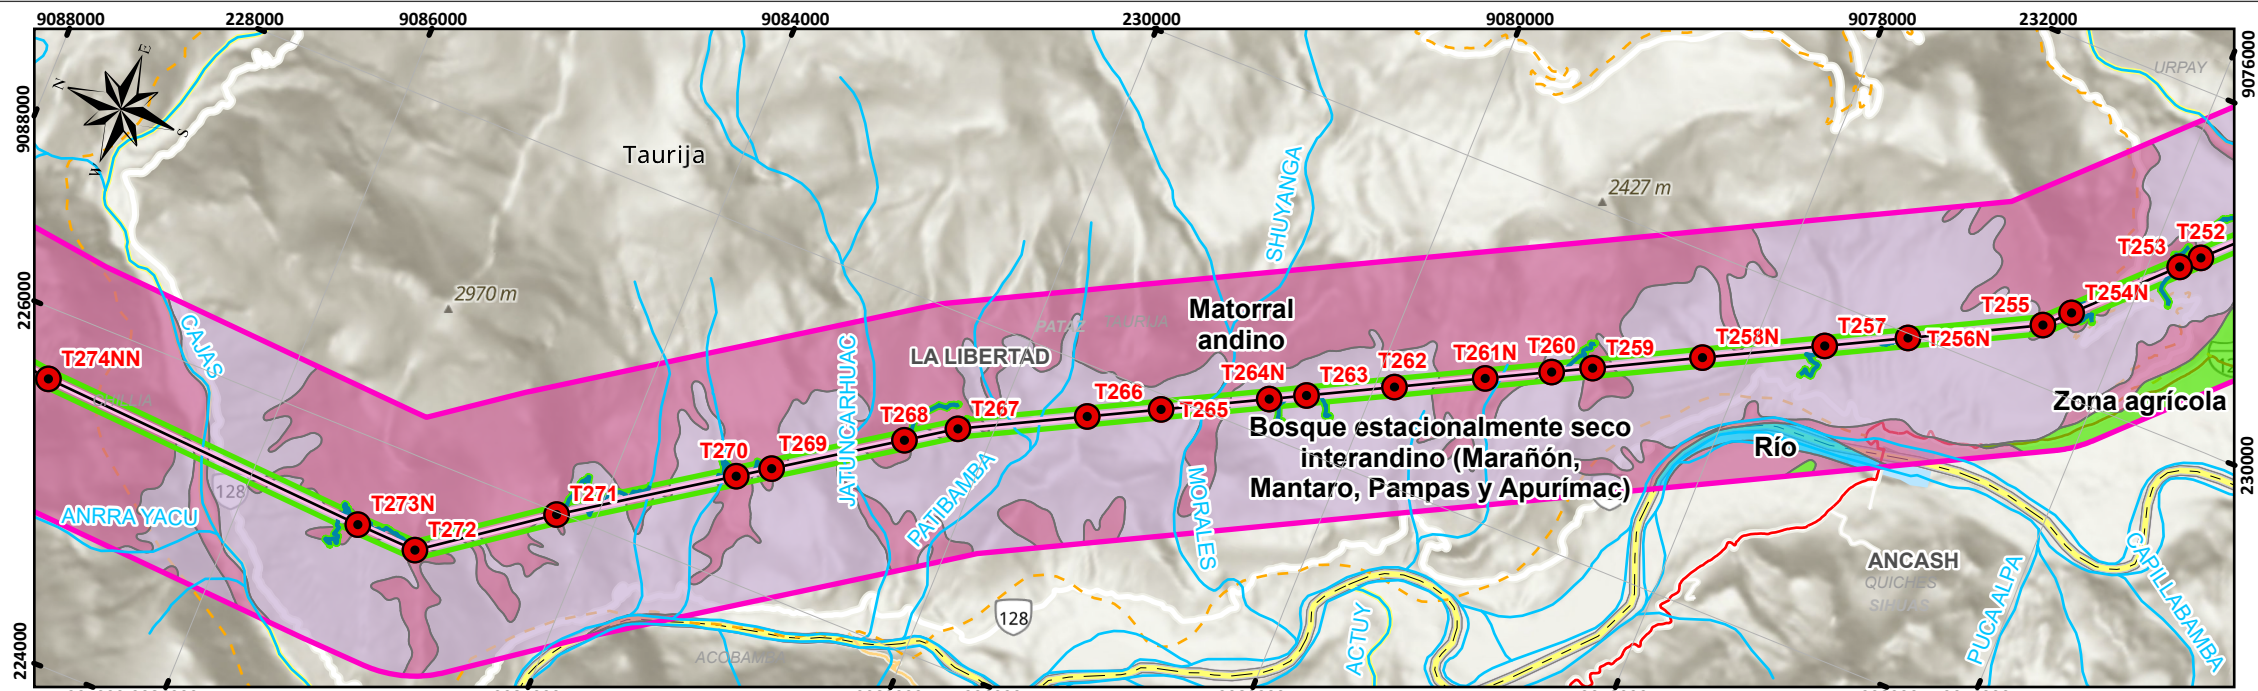 9088000
228000
9086000
9084000
230000
9080000
9078000
232000
9076000
9088000
226000
224000
230000
N
E
S
W
URPAY
Taurija
2427 m
2970 m
SHUYANGA
CAJAS
JATUNCARHUAC
PATIBAMBA
MORALES
ANRRA YACU
ACTUY
PUCA ALPA
CAPILLABAMBA
PATAZ
TAURIJA
LA LIBERTAD
Matorral
andino
T274NN
T273N
T272
T271
T270
T269
T268
T267
T266
T265
T264N
T263
T262
T261N
T260
T259
T258N
T257
T256N
T255
T254N
T253
T252
Bosque estacionalmente seco
interandino (Marañón,
Mantaro, Pampas y Apurímac)
Río
Zona agrícola
128
128
ANCASH
QUICHES
SIHUAS